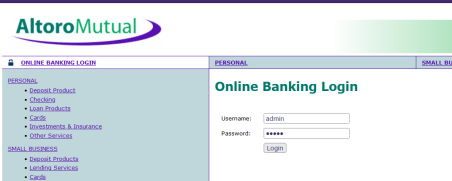 AltoroMutual
ONLINE BANKING LOGIN
PERSONAL
SMALL BU
PERSONAL
Deposit Product
Checking
Loan Products
Cards
Investments & Insurance
Other Services
SMALL BUSINESS
Deposit Products
Lending Services
Cards
Online Banking Login
Username: admin
Password: •••••
Login